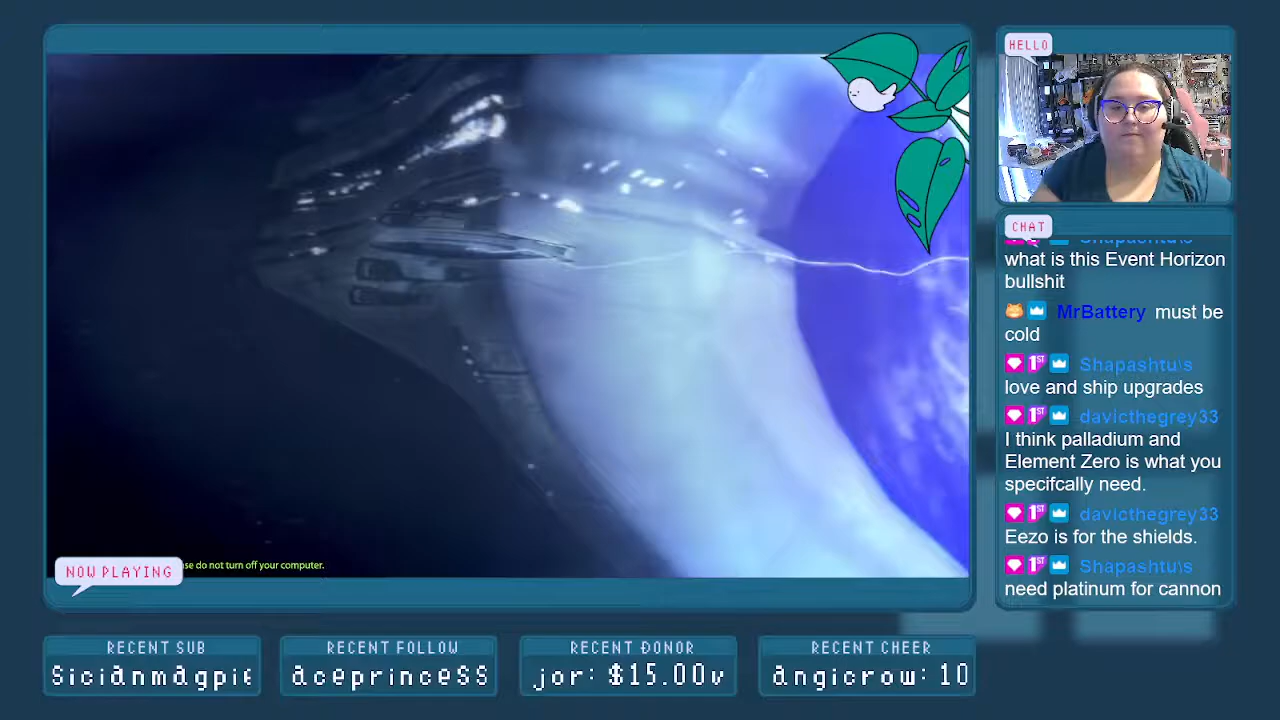 HELLO
CHAT
what is this Event Horizon
bullshit
MrBattery must be
cold
Shapashtu\s
love and ship upgrades
davicthegrey33
I think palladium and
Element Zero is what you
specifcally need.
davicthegrey33
Eezo is for the shields.
Shapashtu\s
need platinum for cannon
do not turn off your computer.
NOW PLAYING
RECENT SUB
RECENT FOLLOW
RECENT DONOR
RECENT CHEER
Sicianmagpie
aceprinceSS
jor: $15.00
angicrow: 10